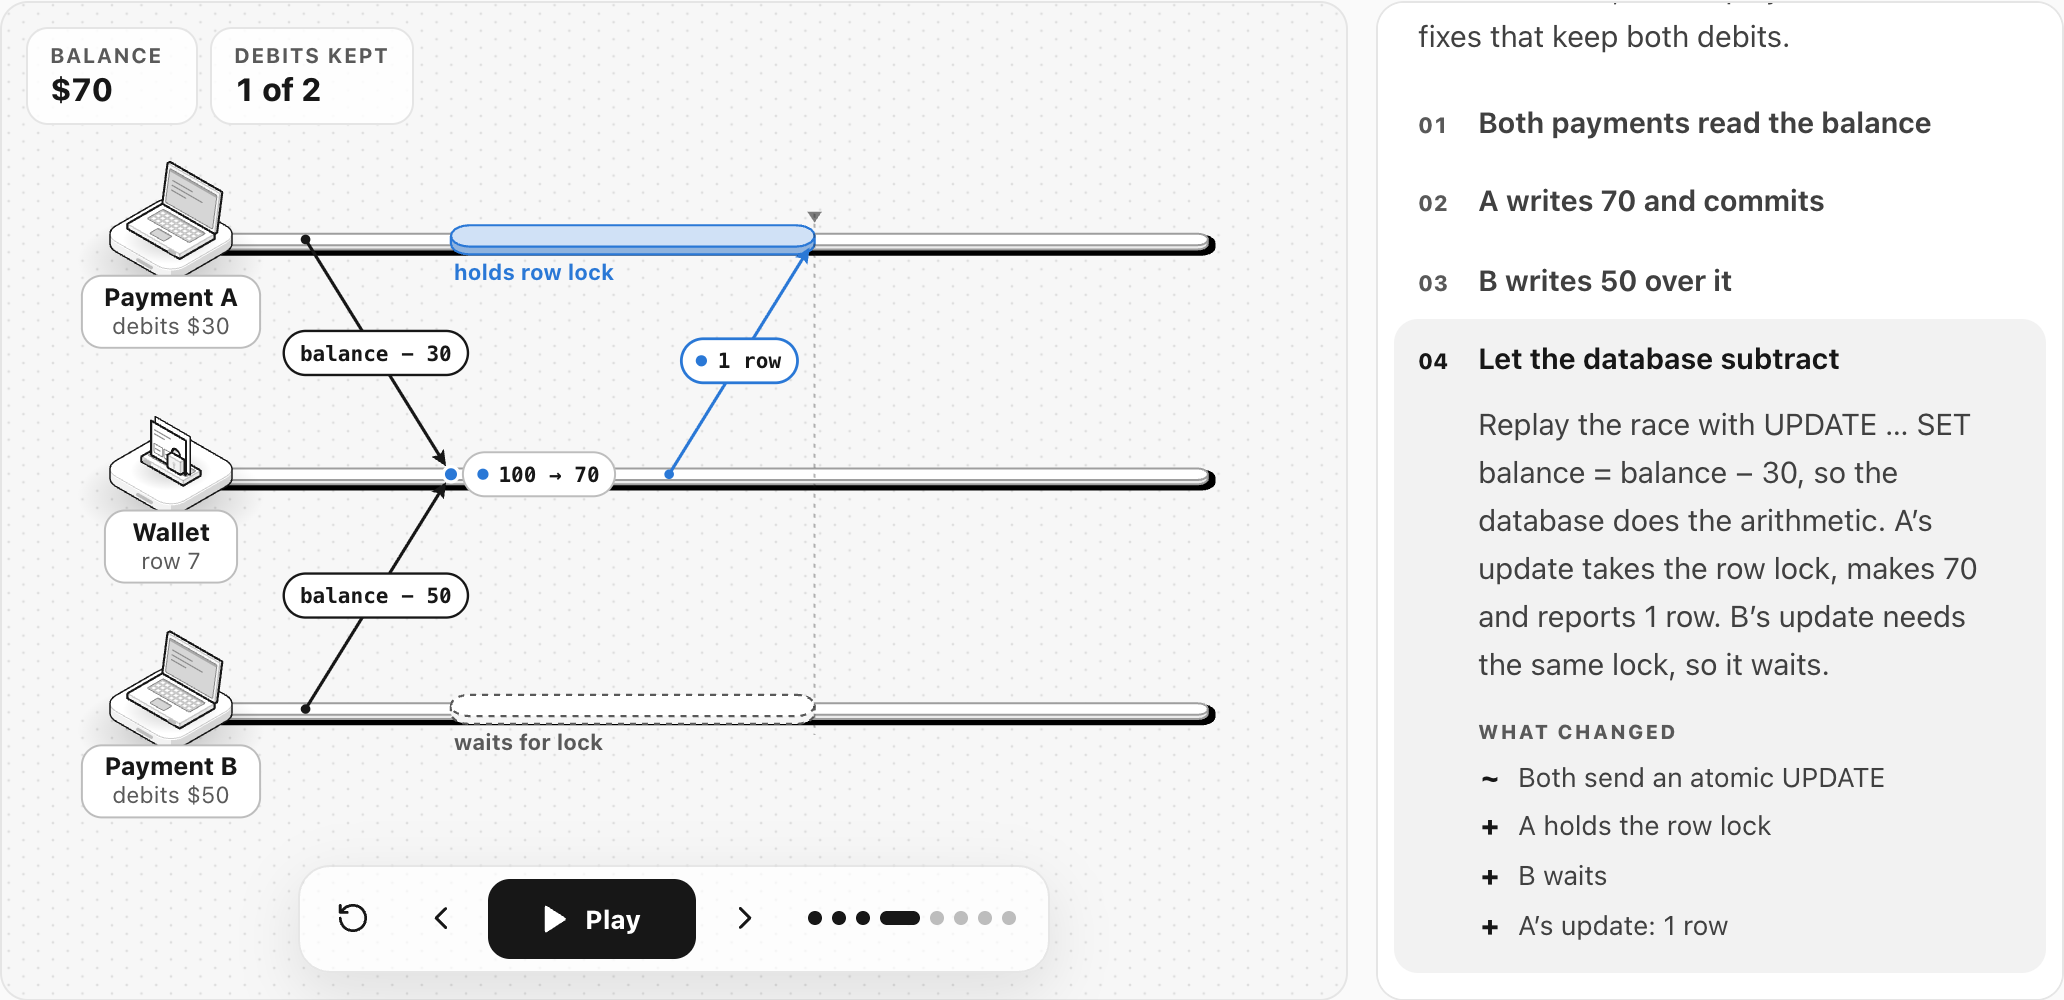 BALANCE
$70
DEBITS KEPT
1 of 2
Payment A
debits $30
holds row lock
balance − 30
1 row
100 → 70
Wallet
row 7
balance − 50
waits for lock
Payment B
debits $50
Play
fixes that keep both debits.
01 Both payments read the balance
02 A writes 70 and commits
03 B writes 50 over it
04 Let the database subtract
Replay the race with UPDATE … SET
balance = balance − 30, so the
database does the arithmetic. A’s
update takes the row lock, makes 70
and reports 1 row. B’s update needs
the same lock, so it waits.
WHAT CHANGED
~ Both send an atomic UPDATE
+ A holds the row lock
+ B waits
+ A’s update: 1 row